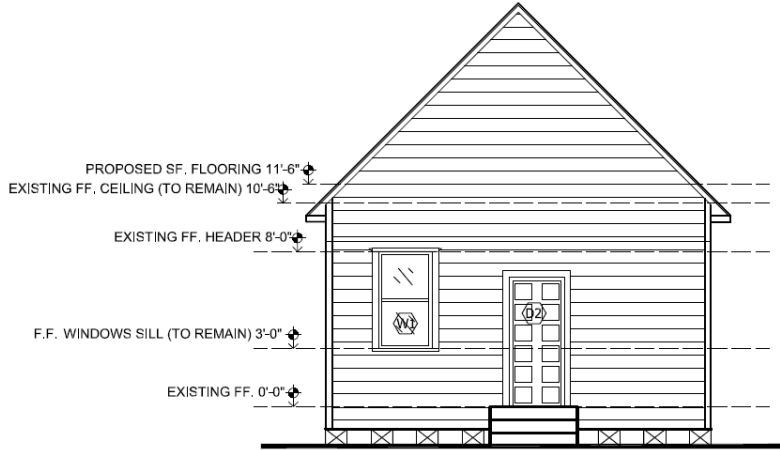 PROPOSED SF. FLOORING 11'-6"
EXISTING FF. CEILING (TO REMAIN) 10'-6"
EXISTING FF. HEADER 8'-0"
W1
D2
F.F. WINDOWS SILL (TO REMAIN) 3'-0"
EXISTING FF. 0'-0"